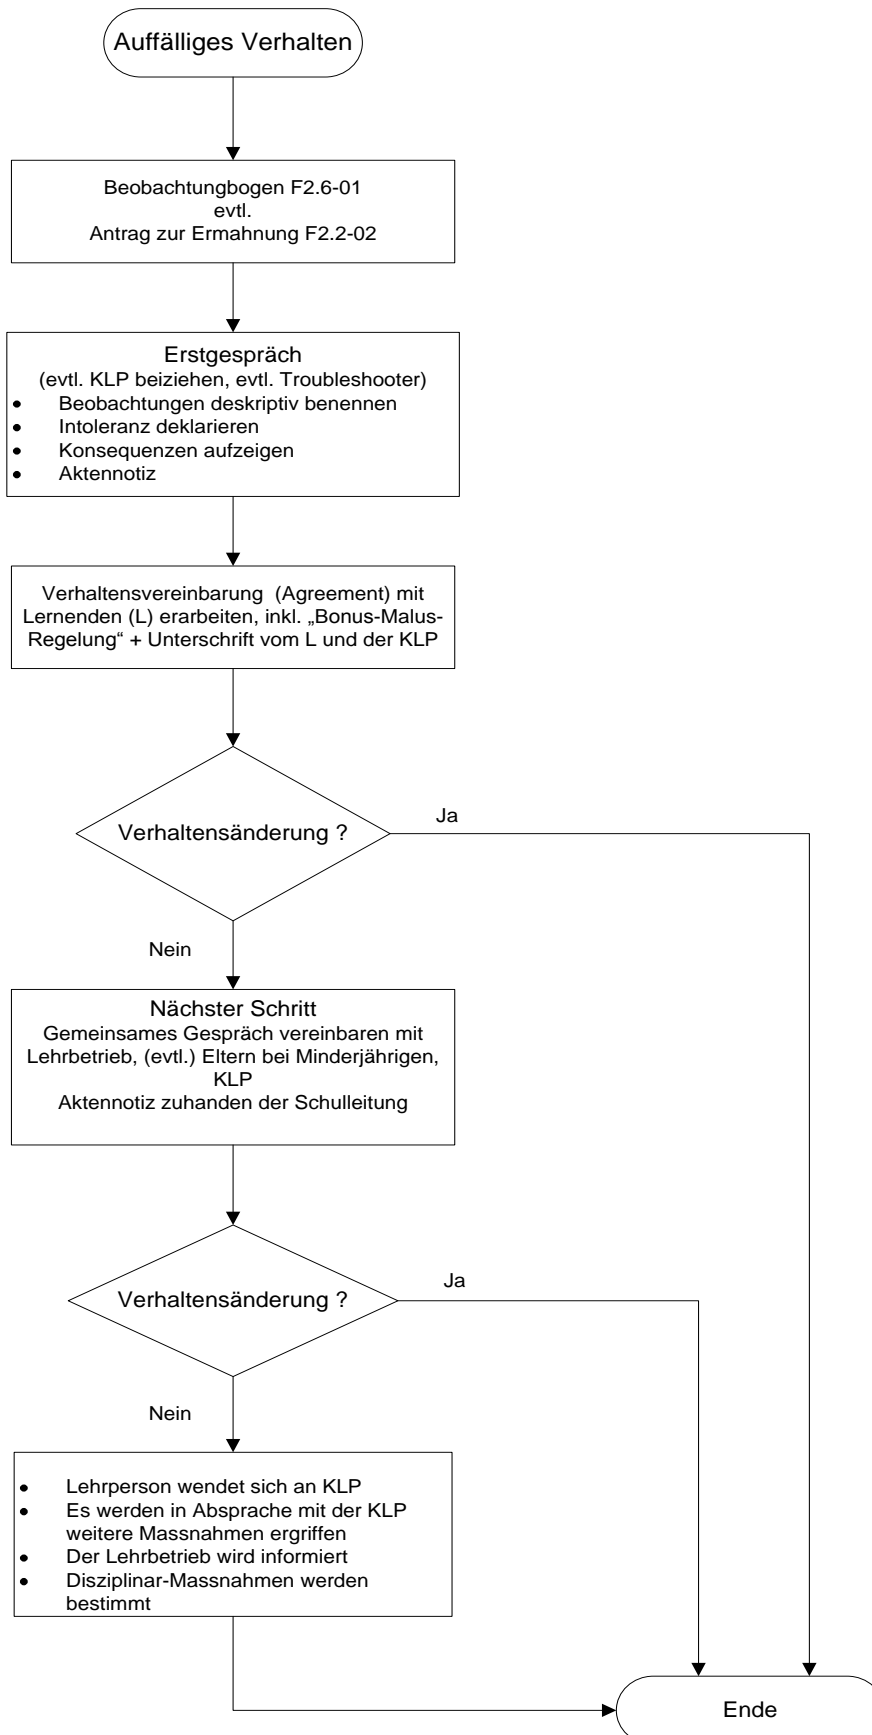 Auffälliges Verhalten
Beobachtungbogen F2.6-01
evtl.
Antrag zur Ermahnung F2.2-02
Erstgespräch
(evtl. KLP beiziehen, evtl. Troubleshooter)
• Beobachtungen deskriptiv benennen
• Intoleranz deklarieren
• Konsequenzen aufzeigen
• Aktennotiz
Verhaltensvereinbarung (Agreement) mit
Lernenden (L) erarbeiten, inkl. „Bonus-Malus-
Regelung“ + Unterschrift vom L und der KLP
Verhaltensänderung ?
Ja
Nein
Nächster Schritt
Gemeinsames Gespräch vereinbaren mit
Lehrbetrieb, (evtl.) Eltern bei Minderjährigen,
KLP
Aktennotiz zuhanden der Schulleitung
Verhaltensänderung ?
Ja
Nein
• Lehrperson wendet sich an KLP
• Es werden in Absprache mit der KLP
weitere Massnahmen ergriffen
• Der Lehrbetrieb wird informiert
• Disziplinar-Massnahmen werden
bestimmt
Ende